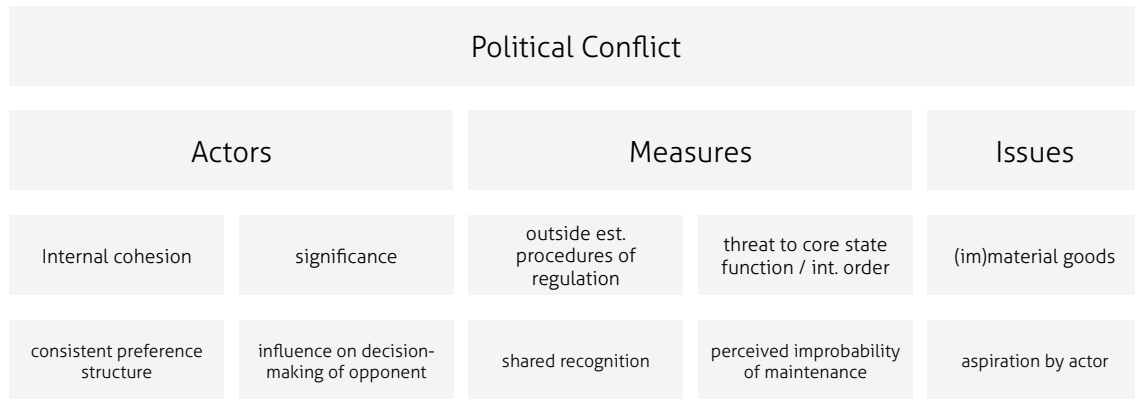 Political Conflict
Actors
Measures
Issues
Internal cohesion
significance
outside est.
procedures of
regulation
threat to core state
function / int. order
(im)material goods
consistent preference
structure
influence on decision-
making of opponent
shared recognition
perceived improbability
of maintenance
aspiration by actor